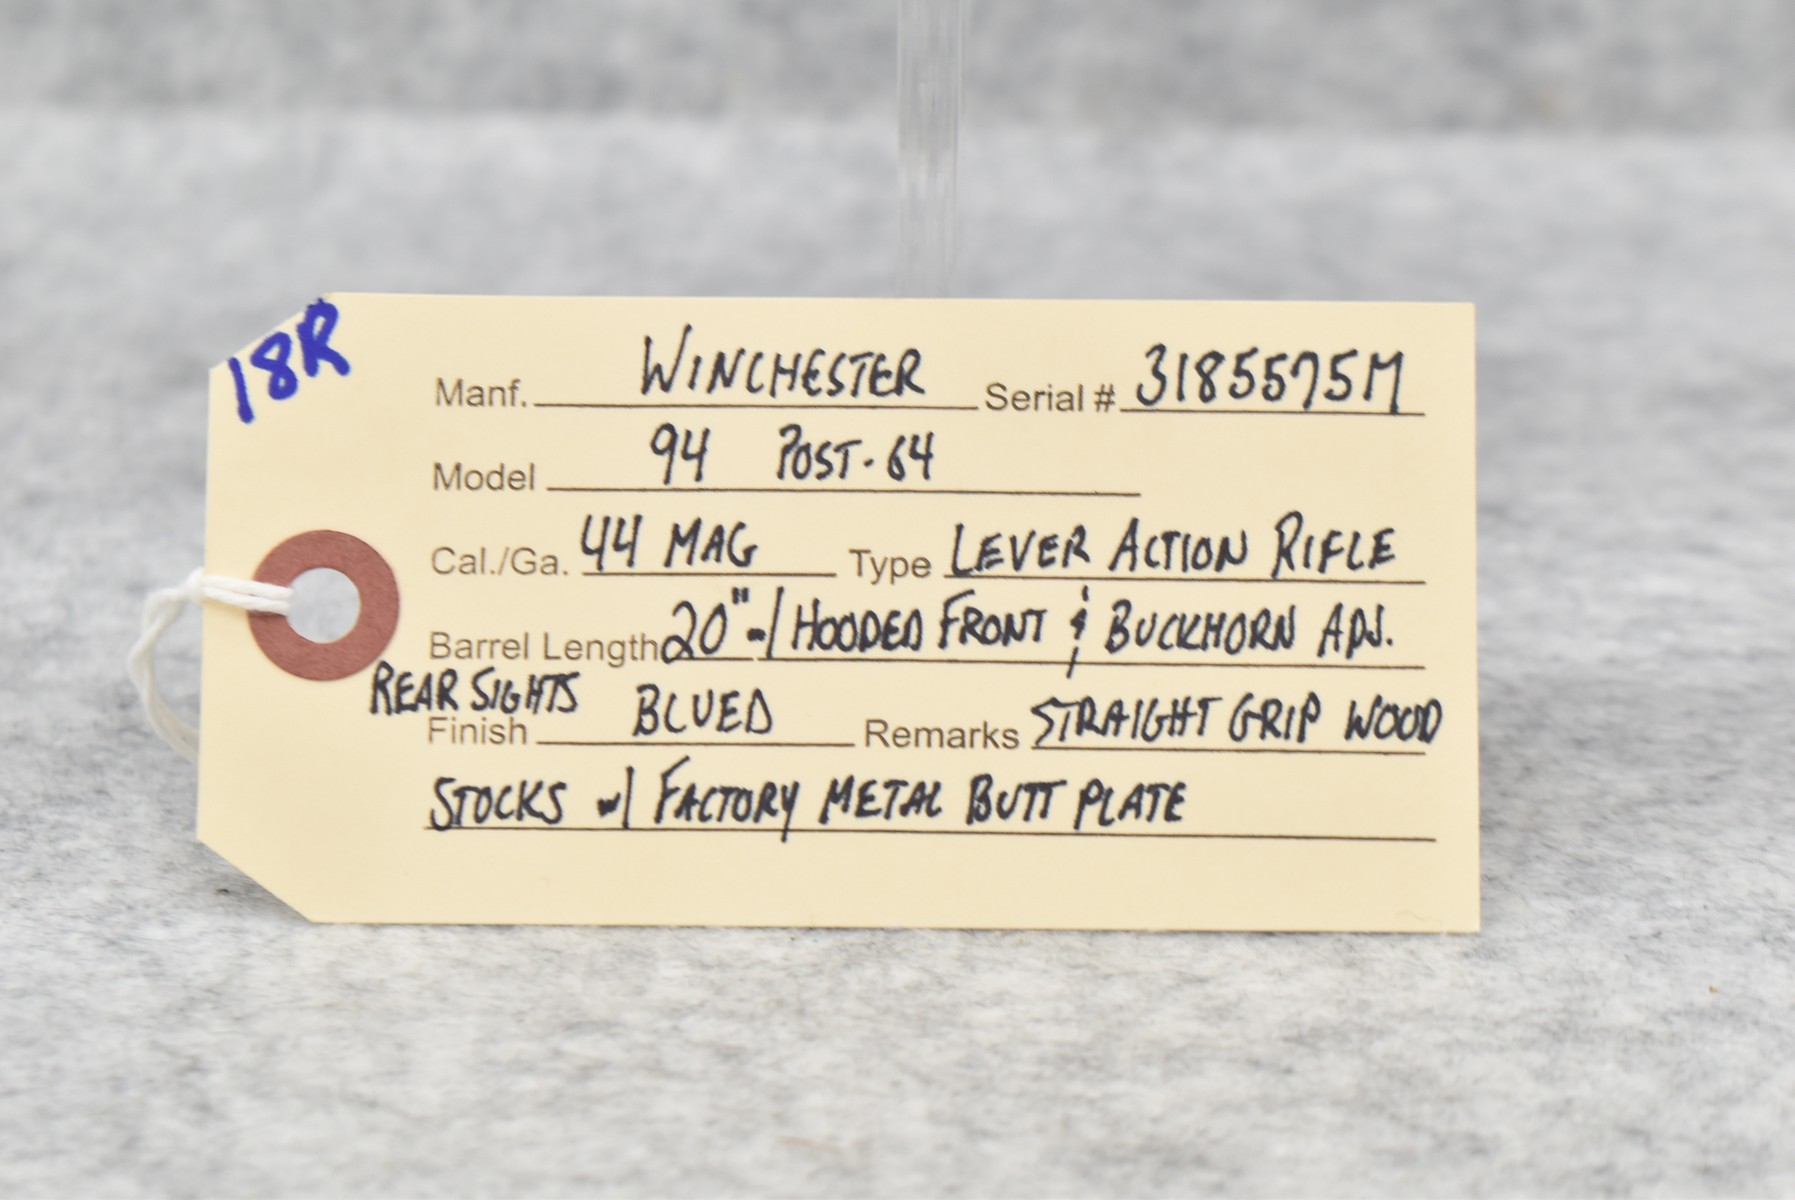 18R
Manf. WINCHESTER Serial # 3185575M
Model 94 POST-64
Cal./Ga. 44 MAG Type LEVER ACTION RIFLE
Barrel Length 20" w/ HOODED FRONT & BUCKHORN ADJ.
REAR SIGHTS
Finish BLUED Remarks STRAIGHT GRIP WOOD
STOCKS w/ FACTORY METAL BUTT PLATE